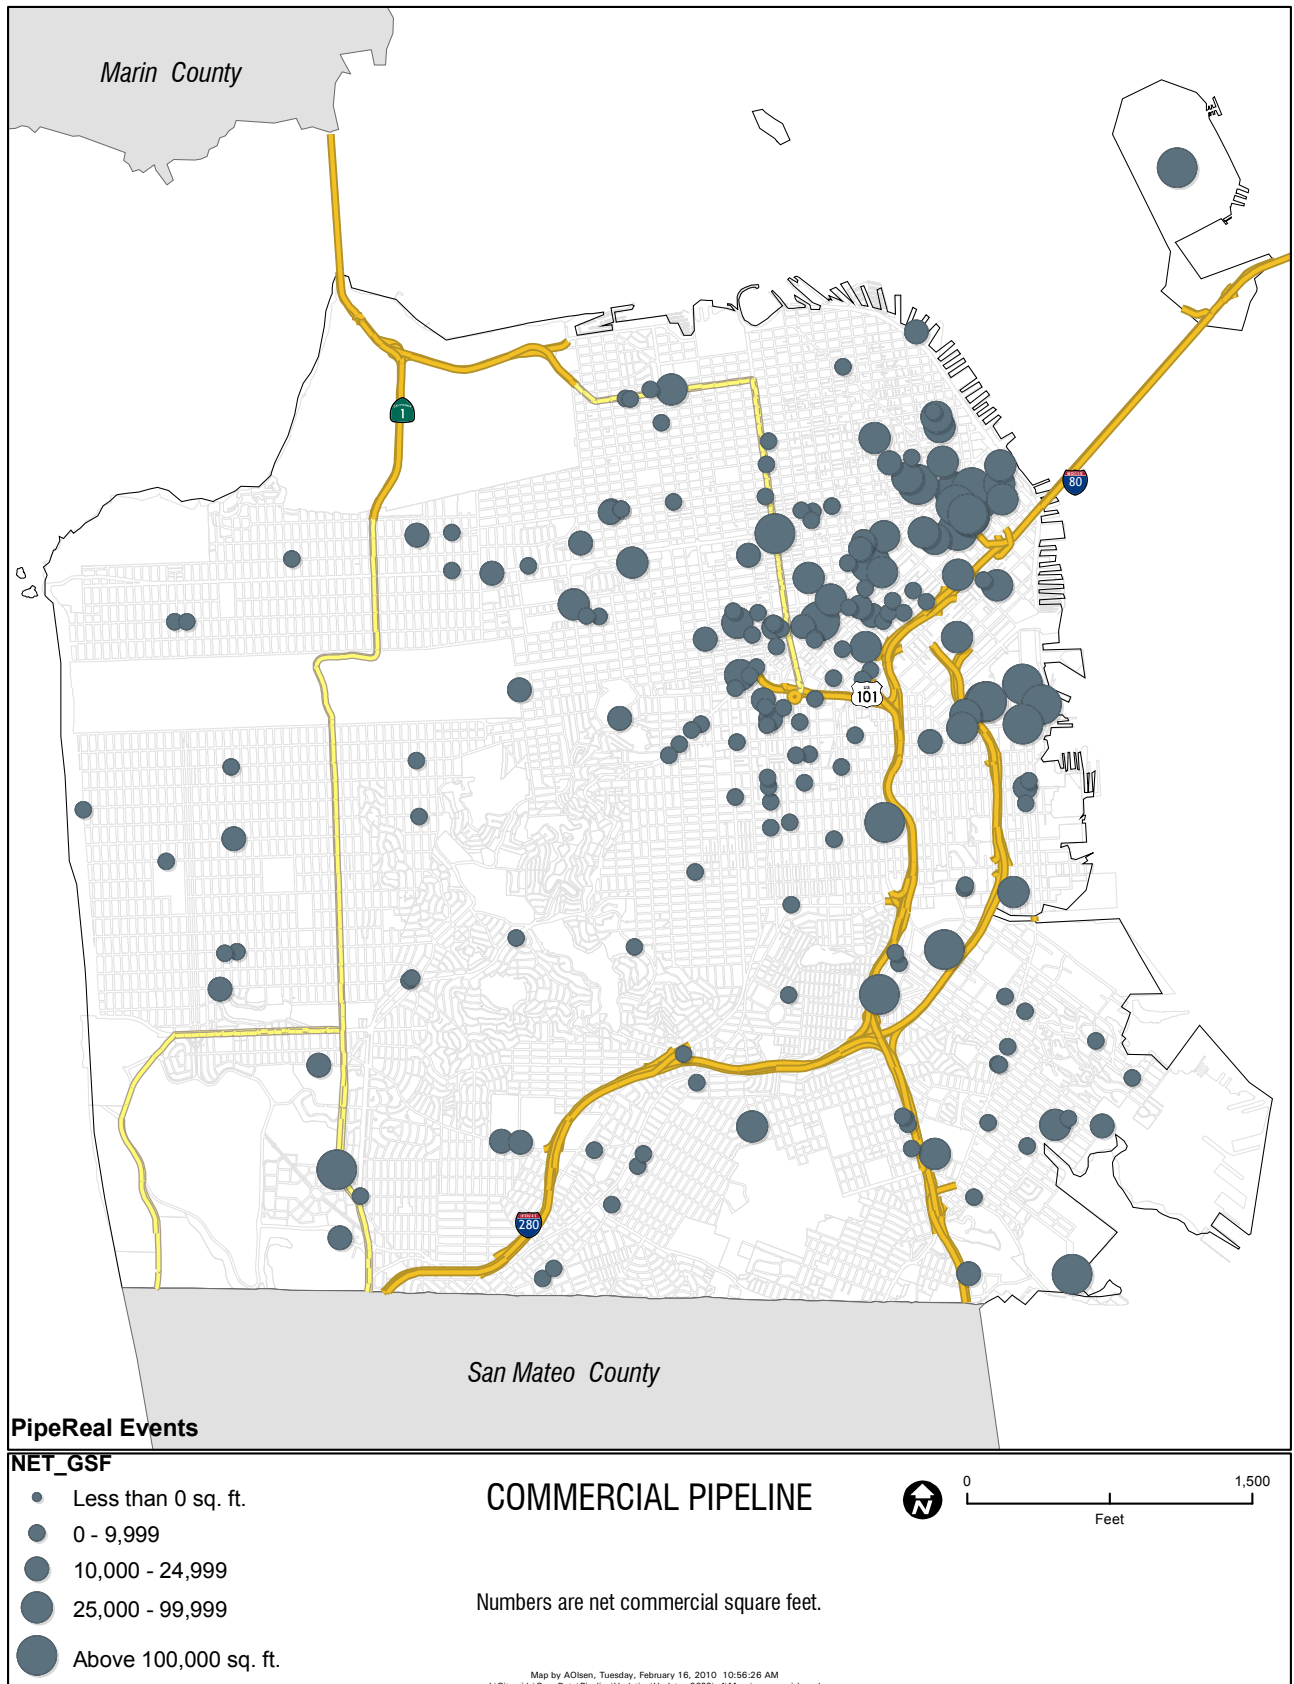 Marin County
CALIFORNIA
1
80
US
101
280
San Mateo County
PipeReal Events
NET_GSF
Less than 0 sq. ft.
0 - 9,999
10,000 - 24,999
25,000 - 99,999
Above 100,000 sq. ft.
COMMERCIAL PIPELINE
Numbers are net commercial square feet.
N
0 1,500
Feet
Map by AOlsen, Tuesday, February 16, 2010 10:56:26 AM